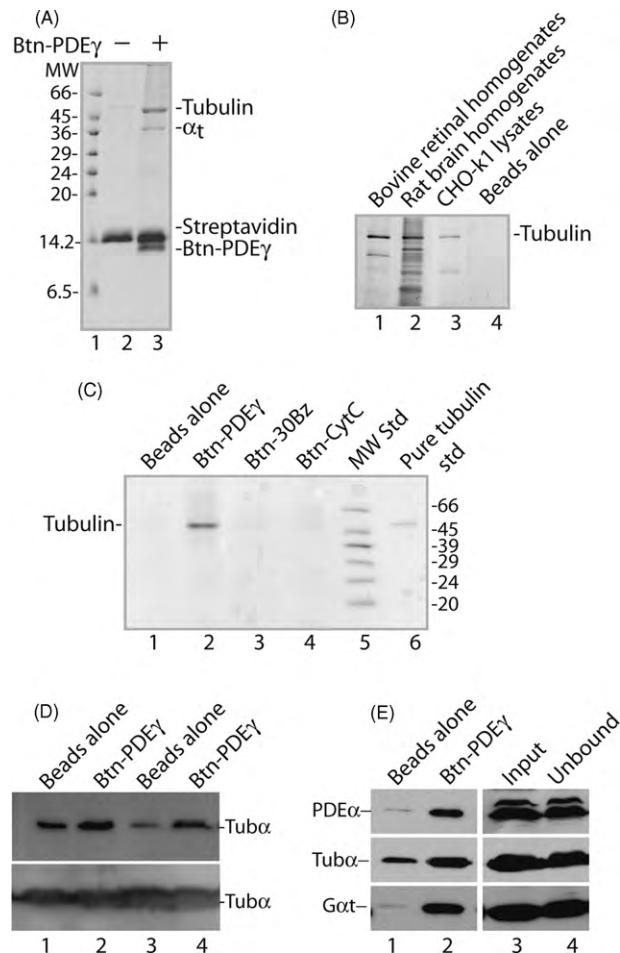 (A)
Btn-PDEγ − +
MW
66-
45-
36-
29-
24-
20-
14.2-
6.5-
-Tubulin
-αt
-Streptavidin
-Btn-PDEγ
1 2 3
(B)
Bovine retinal homogenates
Rat brain homogenates
CHO-k1 lysates
Beads alone
-Tubulin
1 2 3 4
(C)
Beads alone
Btn-PDEγ
Btn-30Bz
Btn-CytC
MW Std
Pure tubulin
std
Tubulin-
-66
-45
-39
-29
-24
-20
1 2 3 4 5 6
(D)
Beads alone
Btn-PDEγ
Beads alone
Btn-PDEγ
-Tubα
-Tubα
1 2 3 4
(E)
Beads alone
Btn-PDEγ
Input
Unbound
PDEα–
Tubα–
Gαt–
1 2 3 4